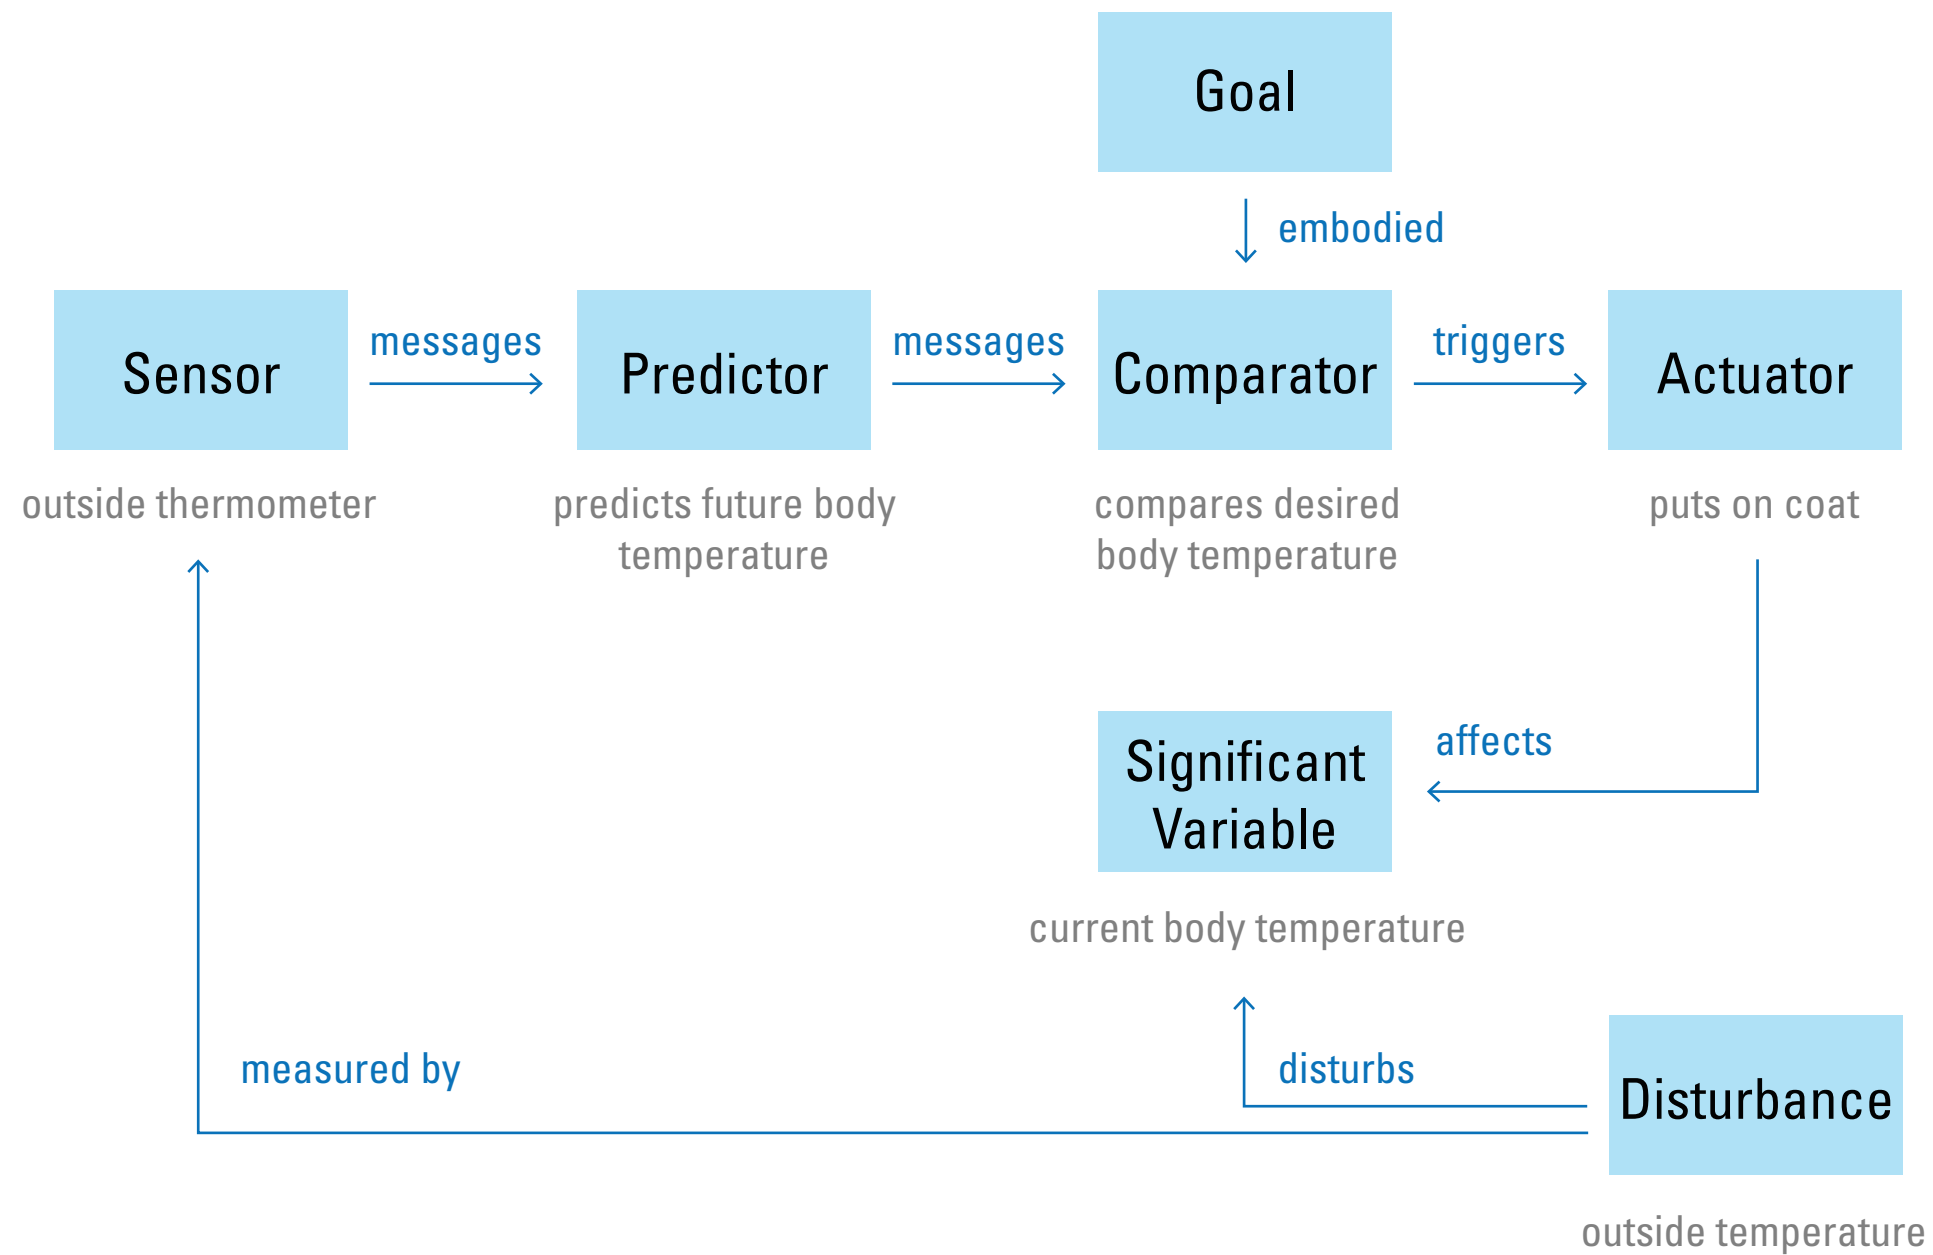 Goal
embodied
Sensor
messages
Predictor
messages
Comparator
triggers
Actuator
outside thermometer
predicts future body
temperature
compares desired
body temperature
puts on coat
Significant
Variable
affects
current body temperature
measured by
disturbs
Disturbance
outside temperature